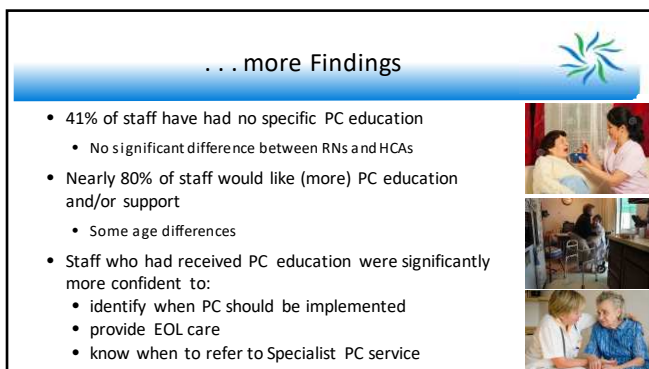 . . . more Findings
• 41% of staff have had no specific PC education
• No significant difference between RNs and HCAs
• Nearly 80% of staff would like (more) PC education
and/or support
• Some age differences
• Staff who had received PC education were significantly
more confident to:
• identify when PC should be implemented
• provide EOL care
• know when to refer to Specialist PC service